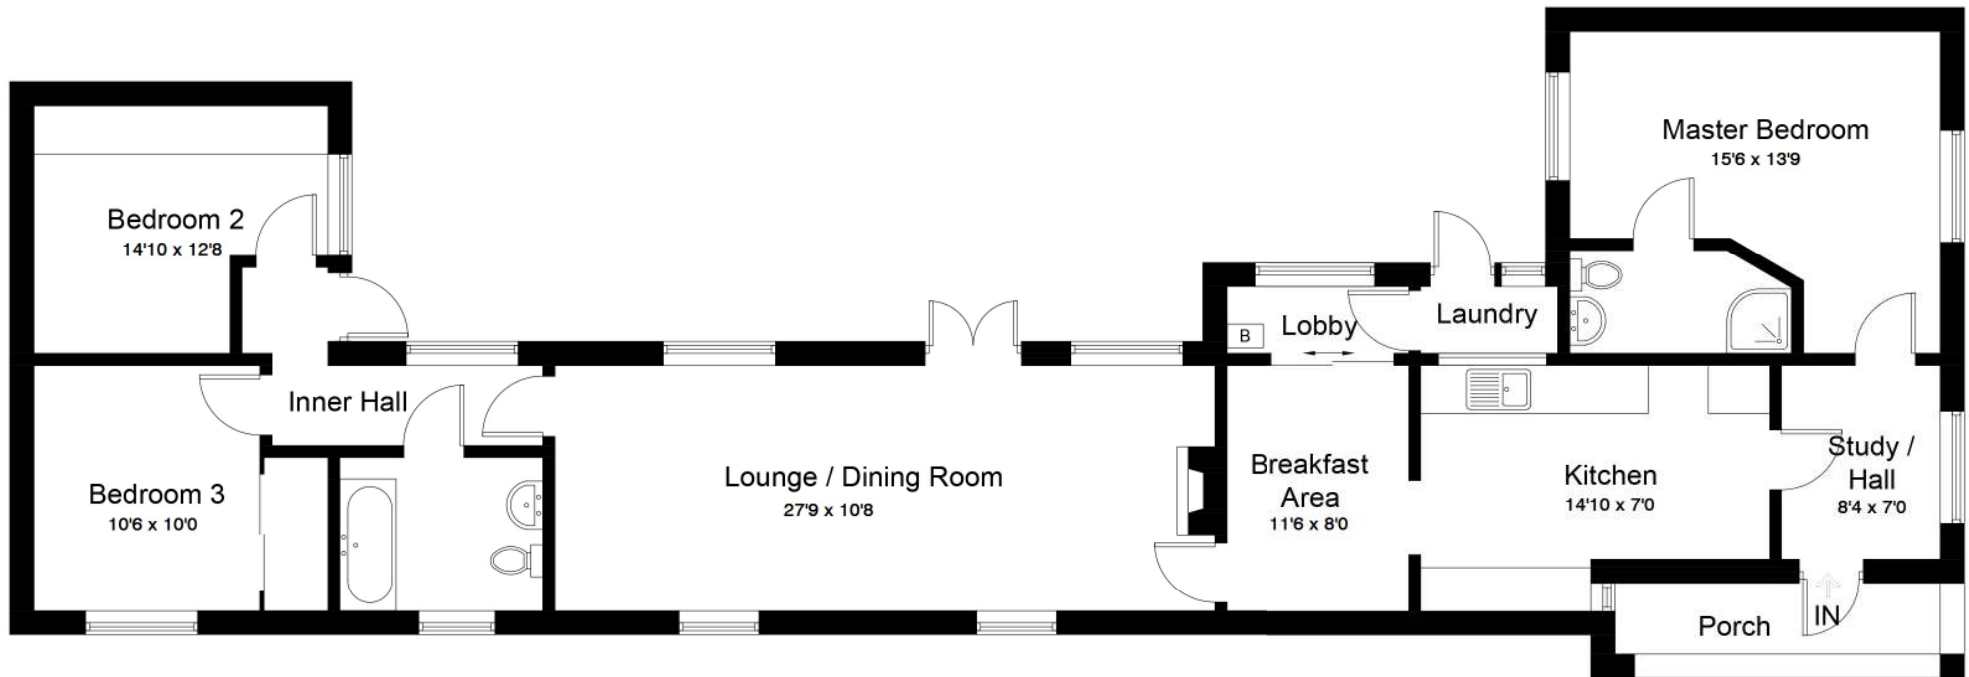 Master Bedroom
15'6 x 13'9
Bedroom 2
14'10 x 12'8
Lobby
Laundry
B
Inner Hall
Bedroom 3
10'6 x 10'0
Lounge / Dining Room
27'9 x 10'8
Breakfast
Area
11'6 x 8'0
Kitchen
14'10 x 7'0
Study /
Hall
8'4 x 7'0
IN
Porch